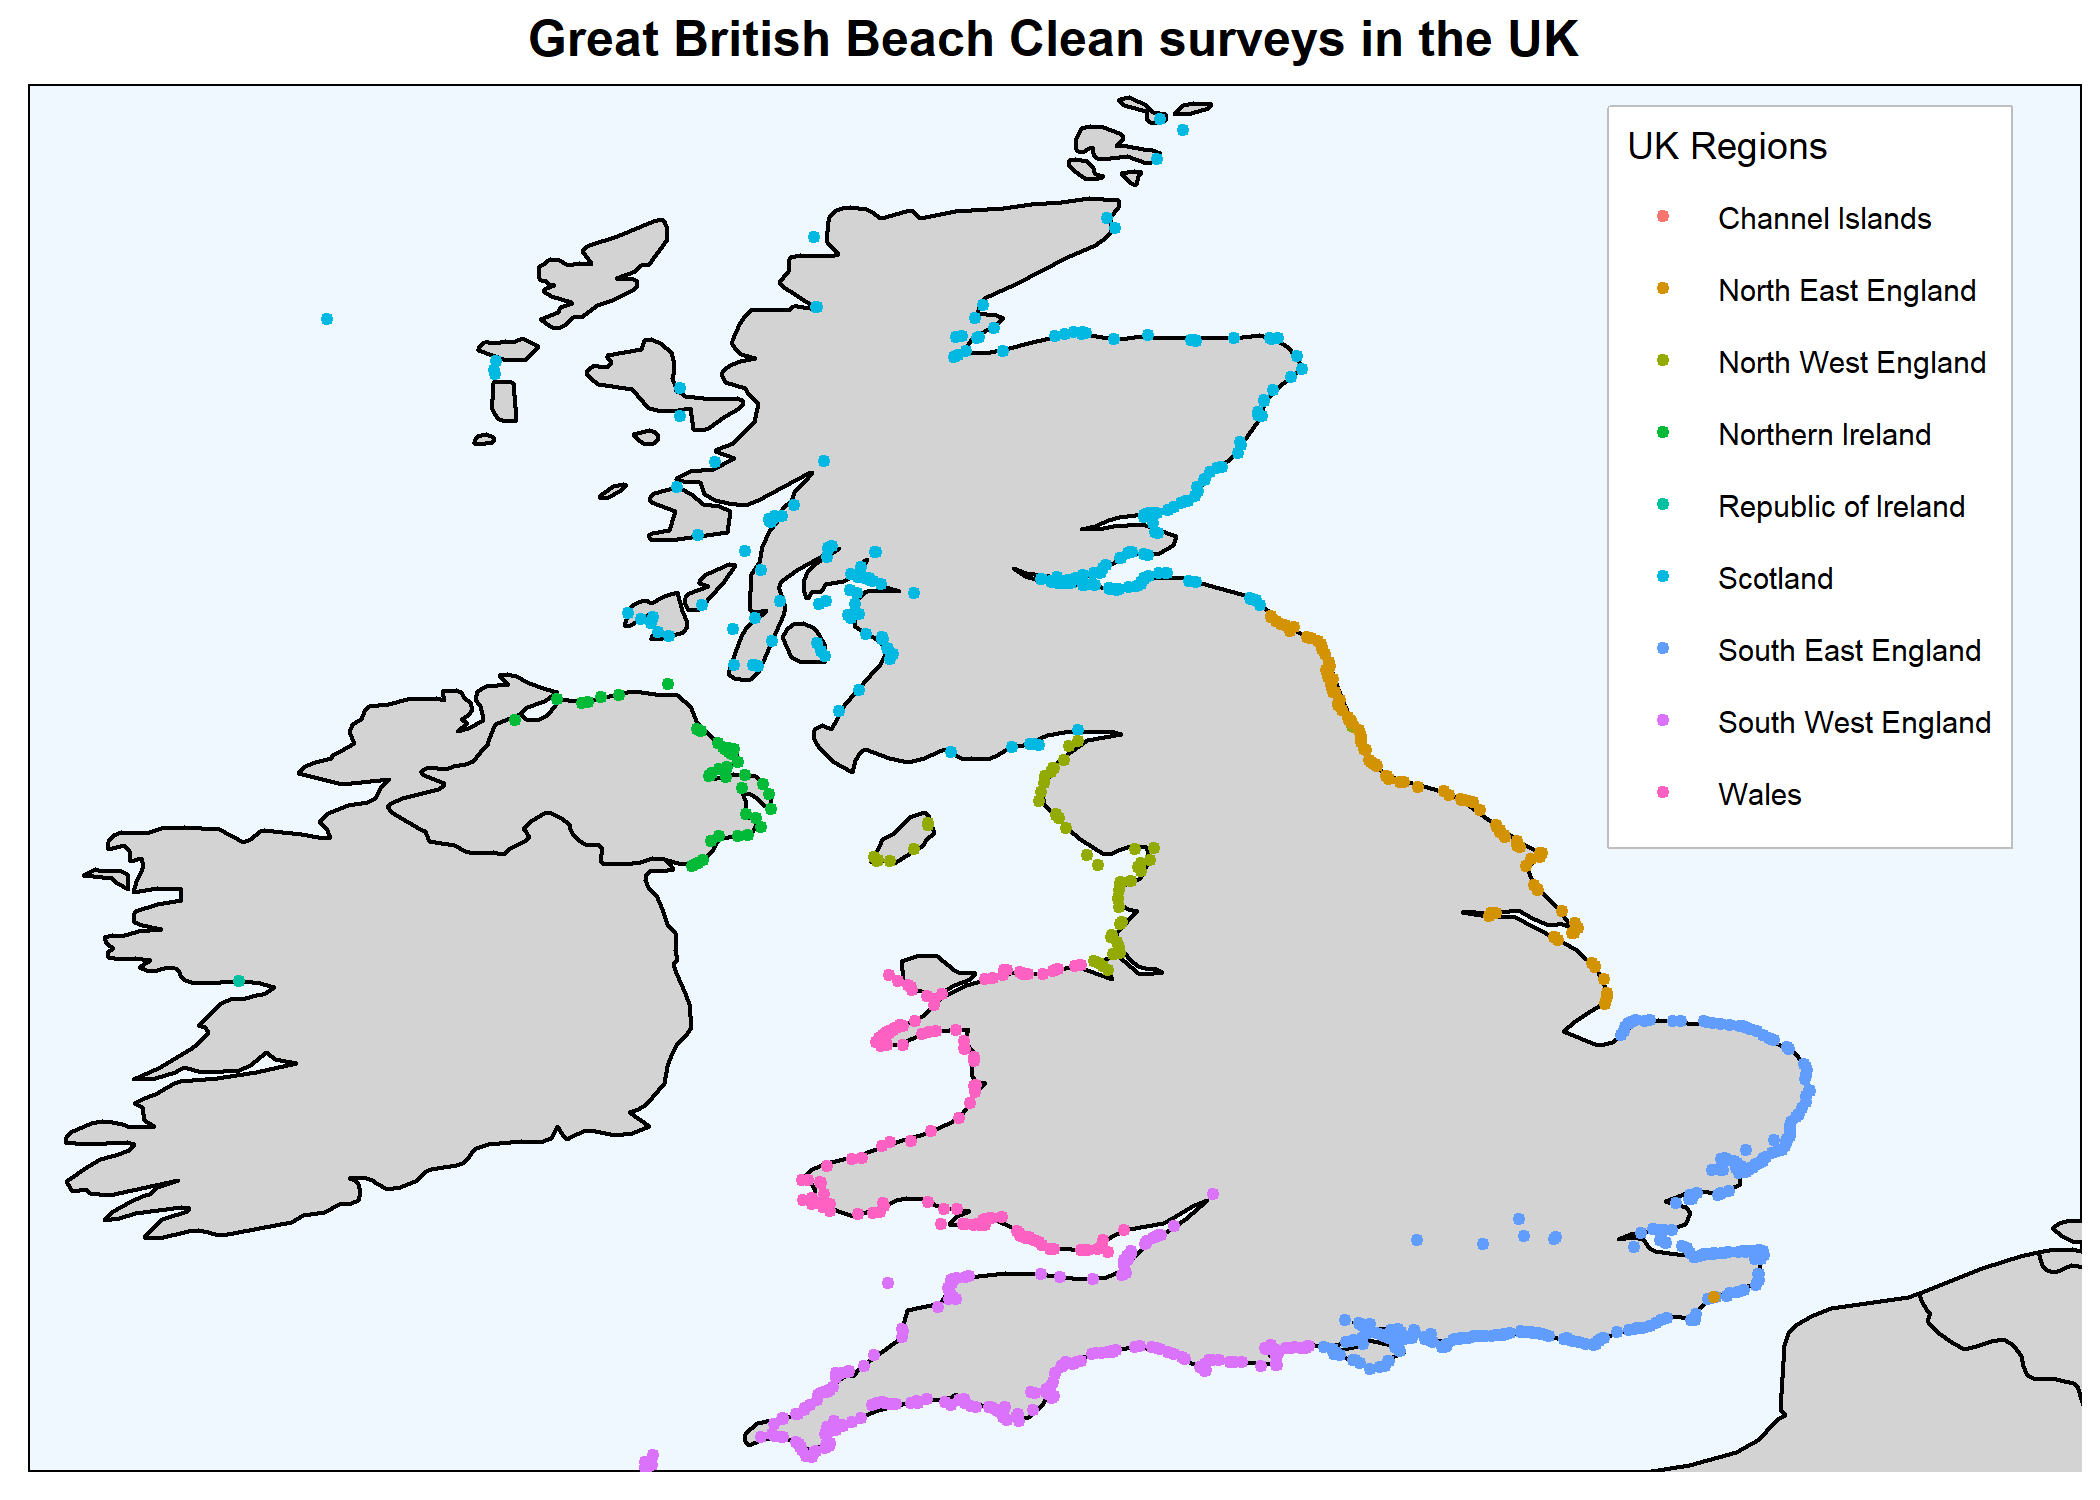 Great British Beach Clean surveys in the UK
UK Regions
Channel Islands
North East England
North West England
Northern Ireland
Republic of Ireland
Scotland
South East England
South West England
Wales